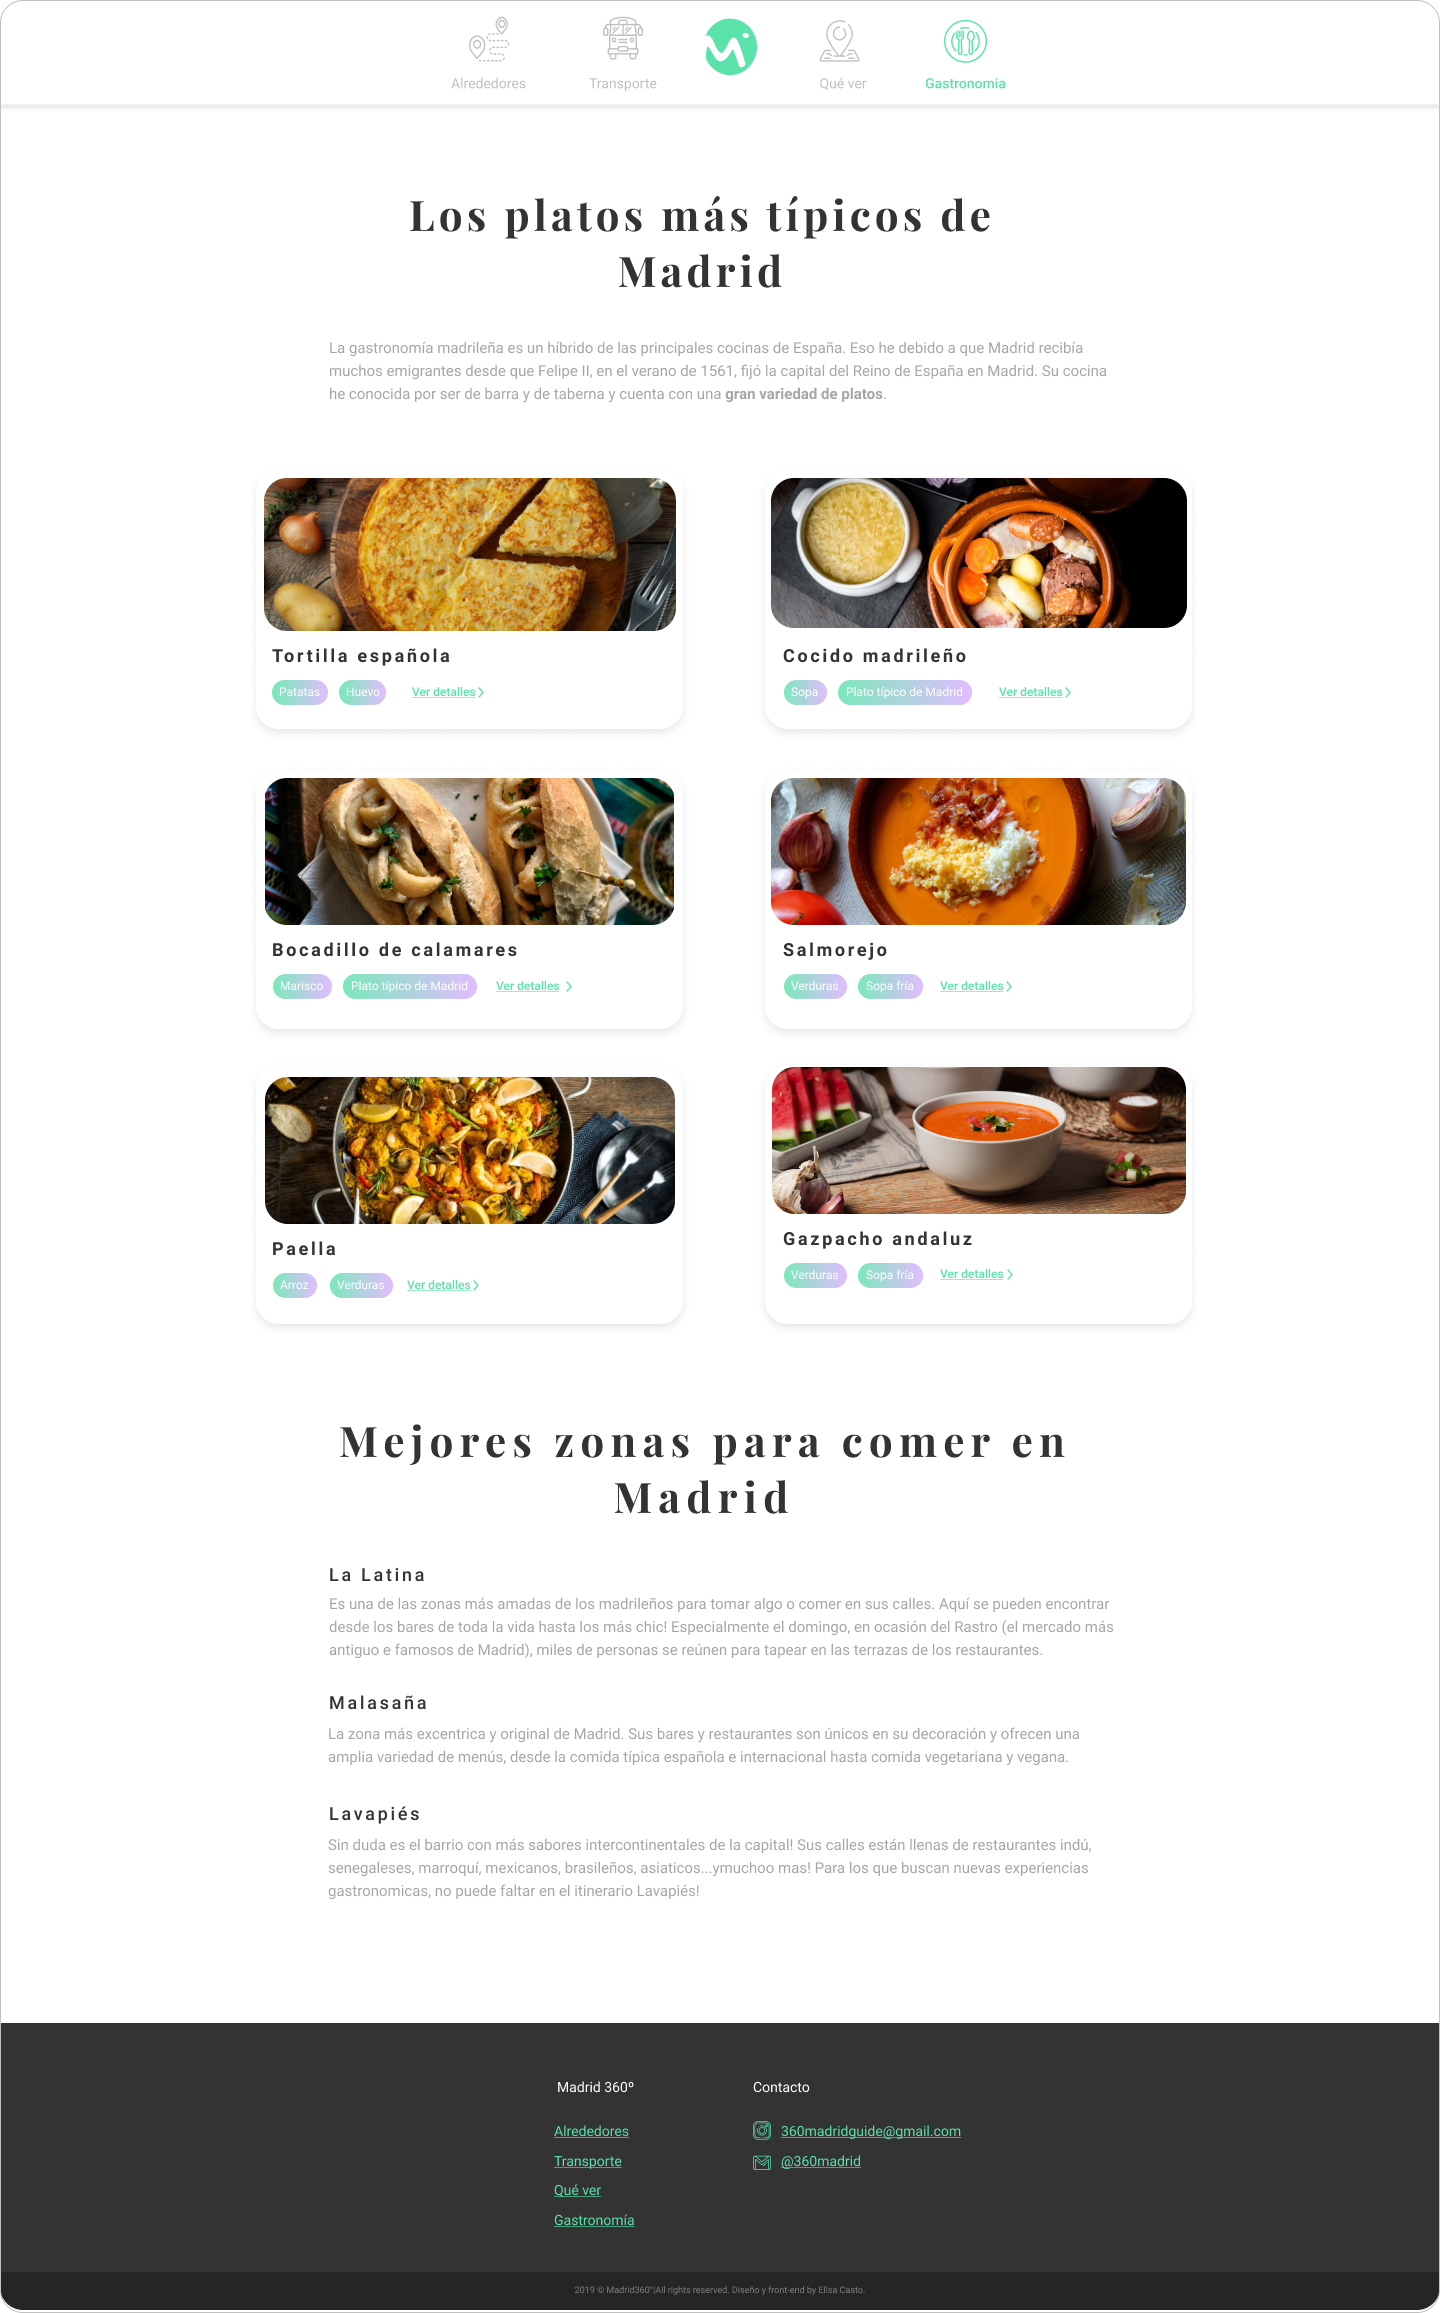 Alrededores
Transporte
Qué ver
Gastronomia
Los platos más típicos de
Madrid
La gastronomía madrileña es un híbrido de las principales cocinas de España. Eso he debido a que Madrid recibía
muchos emigrantes desde que Felipe II, en el verano de 1561, fijó la capital del Reino de España en Madrid. Su cocina
he conocida por ser de barra y de taberna y cuenta con una gran variedad de platos.
Tortilla española
Patatas Huevo Ver detalles
Cocido madrileño
Sopa Plato típico de Madrid Ver detalles
Bocadillo de calamares
Marisco Plato típico de Madrid Ver detalles
Salmorejo
Verduras Sopa fría Ver detalles
Paella
Arroz Verduras Ver detalles
Gazpacho andaluz
Verduras Sopa fría Ver detalles
Mejores zonas para comer en
Madrid
La Latina
Es una de las zonas más amadas de los madrileños para tomar algo o comer en sus calles. Aquí se pueden encontrar
desde los bares de toda la vida hasta los más chic! Especialmente el domingo, en ocasión del Rastro (el mercado más
antiguo e famosos de Madrid), miles de personas se reúnen para tapear en las terrazas de los restaurantes.
Malasaña
La zona más excentrica y original de Madrid. Sus bares y restaurantes son únicos en su decoración y ofrecen una
amplia variedad de menús, desde la comida típica española e internacional hasta comida vegetariana y vegana.
Lavapiés
Sin duda es el barrio con más sabores intercontinentales de la capital! Sus calles están llenas de restaurantes indú,
senegaleses, marroquí, mexicanos, brasileños, asiaticos...ymuchoo mas! Para los que buscan nuevas experiencias
gastronomicas, no puede faltar en el itinerario Lavapiés!
Madrid 360º
Alrededores
Transporte
Qué ver
Gastronomía
Contacto
360madridguide@gmail.com
@360madrid
2019 © Madrid360°|All rights reserved. Diseño y front-end by Elisa Casto.